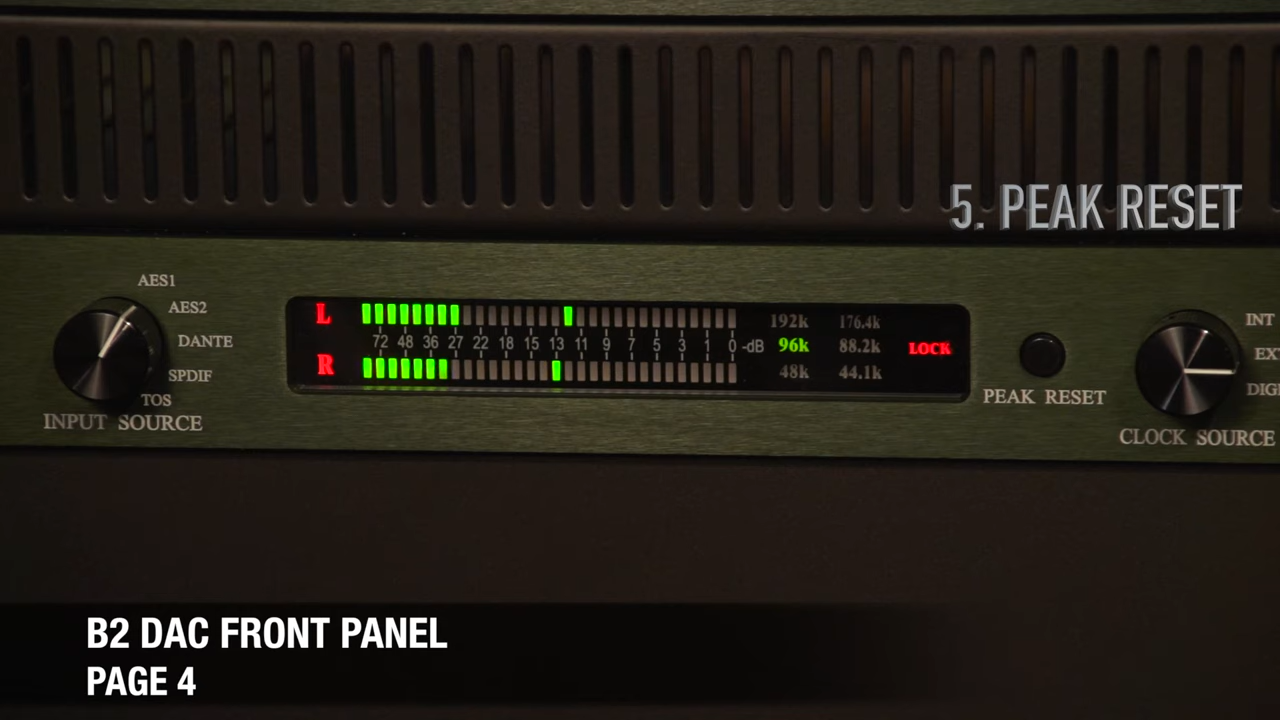 5. PEAK RESET
AES1
AES2
DANTE
SPDIF
TOS
INPUT SOURCE
L
72 48 36 27 22 18 15 13 11 9 7 5 3 1 0 -dB
R
192k 176.4k
96k 88.2k
48k 44.1k
LOCK
PEAK RESET
INT
EX
DIG
CLOCK SOURCE
B2 DAC FRONT PANEL
PAGE 4